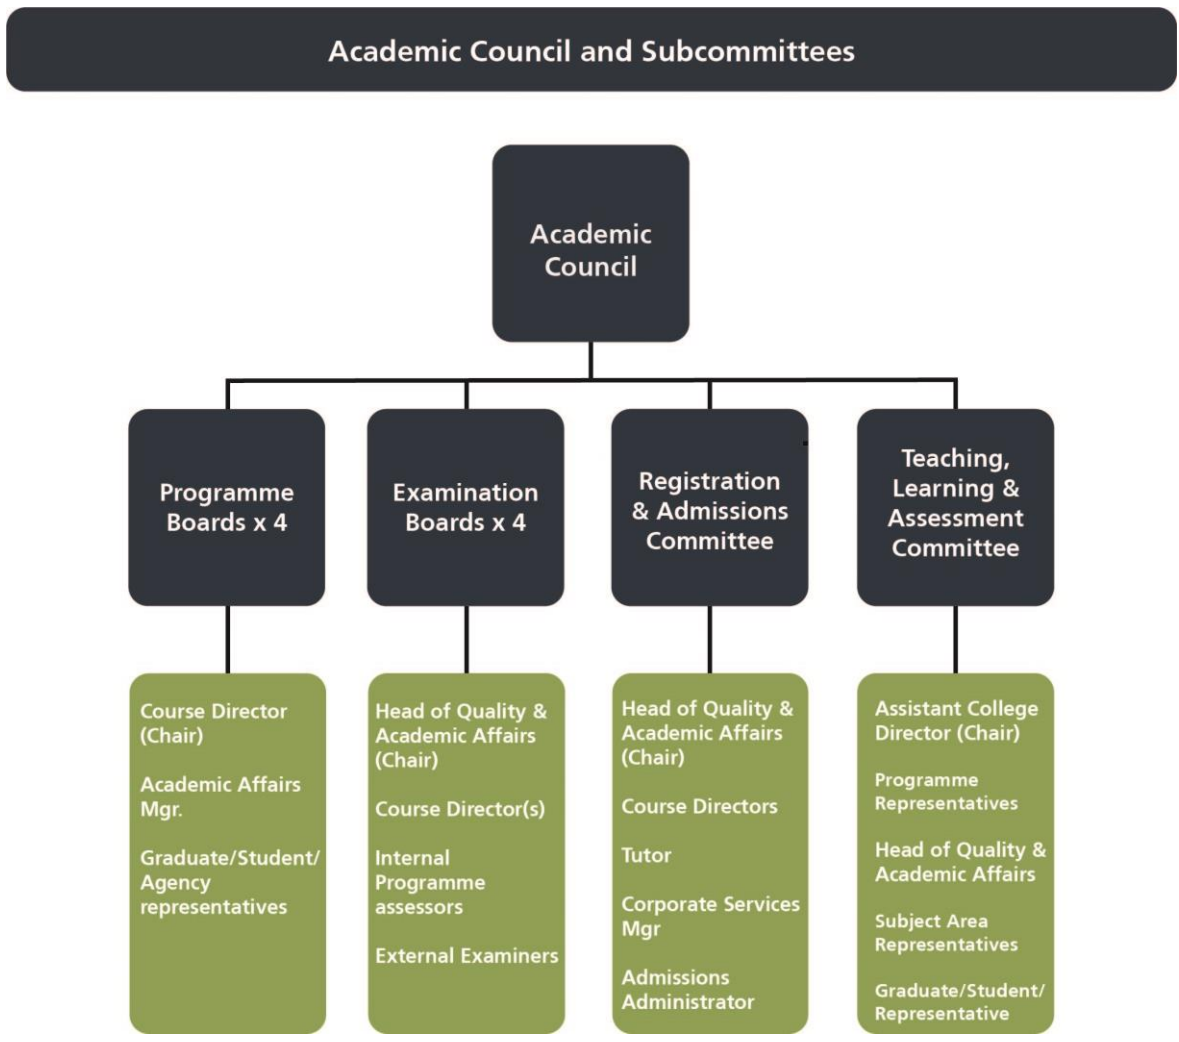 Academic Council and Subcommittees
Academic
Council
Programme
Boards x 4
Examination
Boards x 4
Registration
& Admissions
Committee
Teaching,
Learning &
Assessment
Committee
Course Director
(Chair)
Academic Affairs
Mgr.
Graduate/Student/
Agency
representatives
Head of Quality &
Academic Affairs
(Chair)
Course Director(s)
Internal
Programme
assessors
External Examiners
Head of Quality &
Academic Affairs
(Chair)
Course Directors
Tutor
Corporate Services
Mgr
Admissions
Administrator
Assistant College
Director (Chair)
Programme
Representatives
Head of Quality &
Academic Affairs
Subject Area
Representatives
Graduate/Student/
Representative